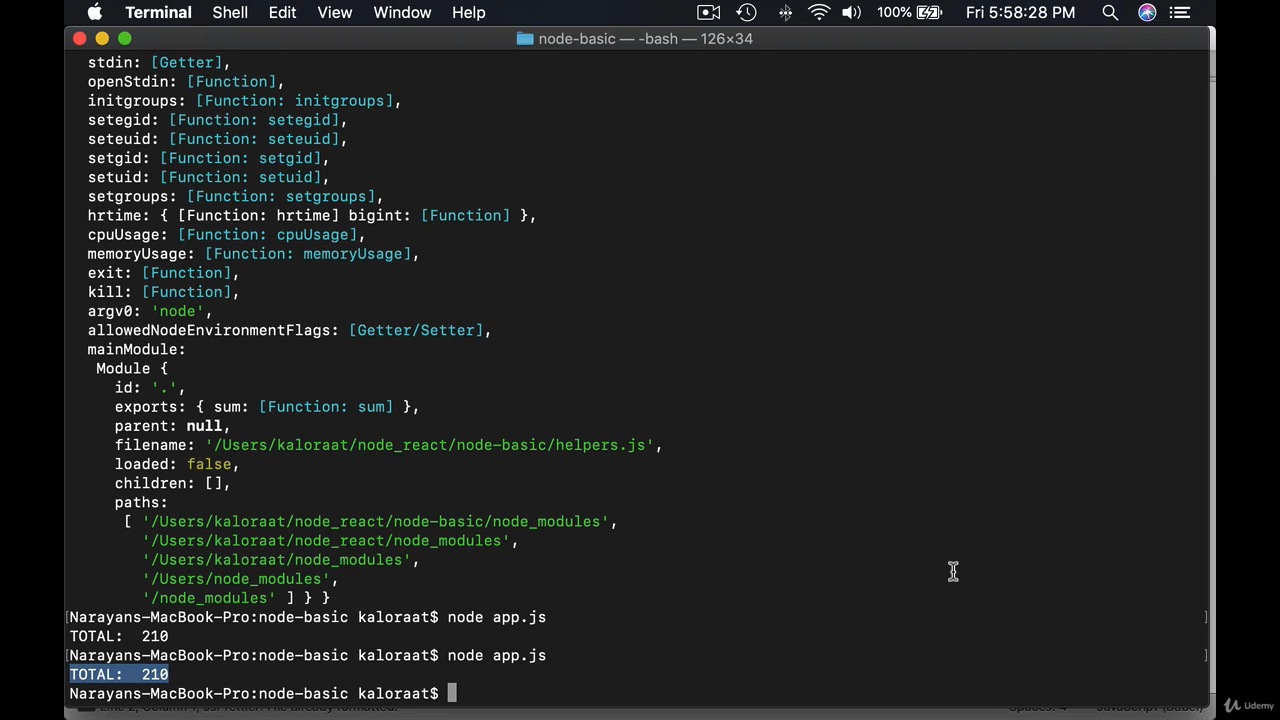 Terminal Shell Edit View Window Help 100% Fri 5:58:28 PM
node-basic — -bash — 126×34
stdin: [Getter],
openStdin: [Function],
initgroups: [Function: initgroups],
setegid: [Function: setegid],
seteuid: [Function: seteuid],
setgid: [Function: setgid],
setuid: [Function: setuid],
setgroups: [Function: setgroups],
hrtime: { [Function: hrtime] bigint: [Function] },
cpuUsage: [Function: cpuUsage],
memoryUsage: [Function: memoryUsage],
exit: [Function],
kill: [Function],
argv0: 'node',
allowedNodeEnvironmentFlags: [Getter/Setter],
mainModule:
Module {
id: '.',
exports: { sum: [Function: sum] },
parent: null,
filename: '/Users/kaloraat/node_react/node-basic/helpers.js',
loaded: false,
children: [],
paths:
[ '/Users/kaloraat/node_react/node-basic/node_modules',
'/Users/kaloraat/node_react/node_modules',
'/Users/kaloraat/node_modules',
'/Users/node_modules',
'/node_modules' ] } }
[Narayans-MacBook-Pro:node-basic kaloraat$ node app.js ]
TOTAL:  210
[Narayans-MacBook-Pro:node-basic kaloraat$ node app.js ]
TOTAL:  210
Narayans-MacBook-Pro:node-basic kaloraat$
Udemy